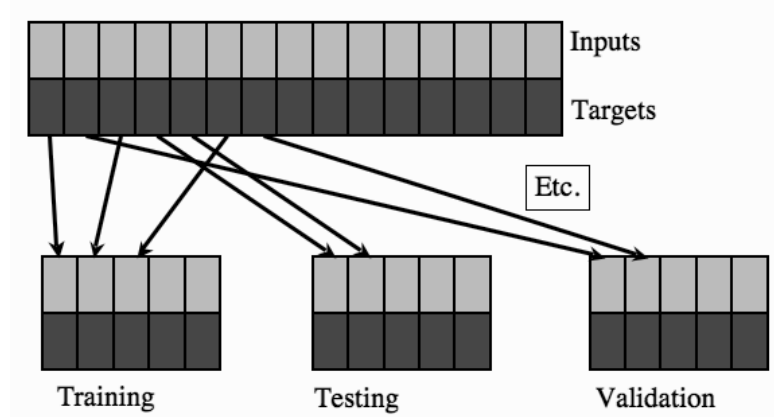 Inputs
Targets
Etc.
Training
Testing
Validation